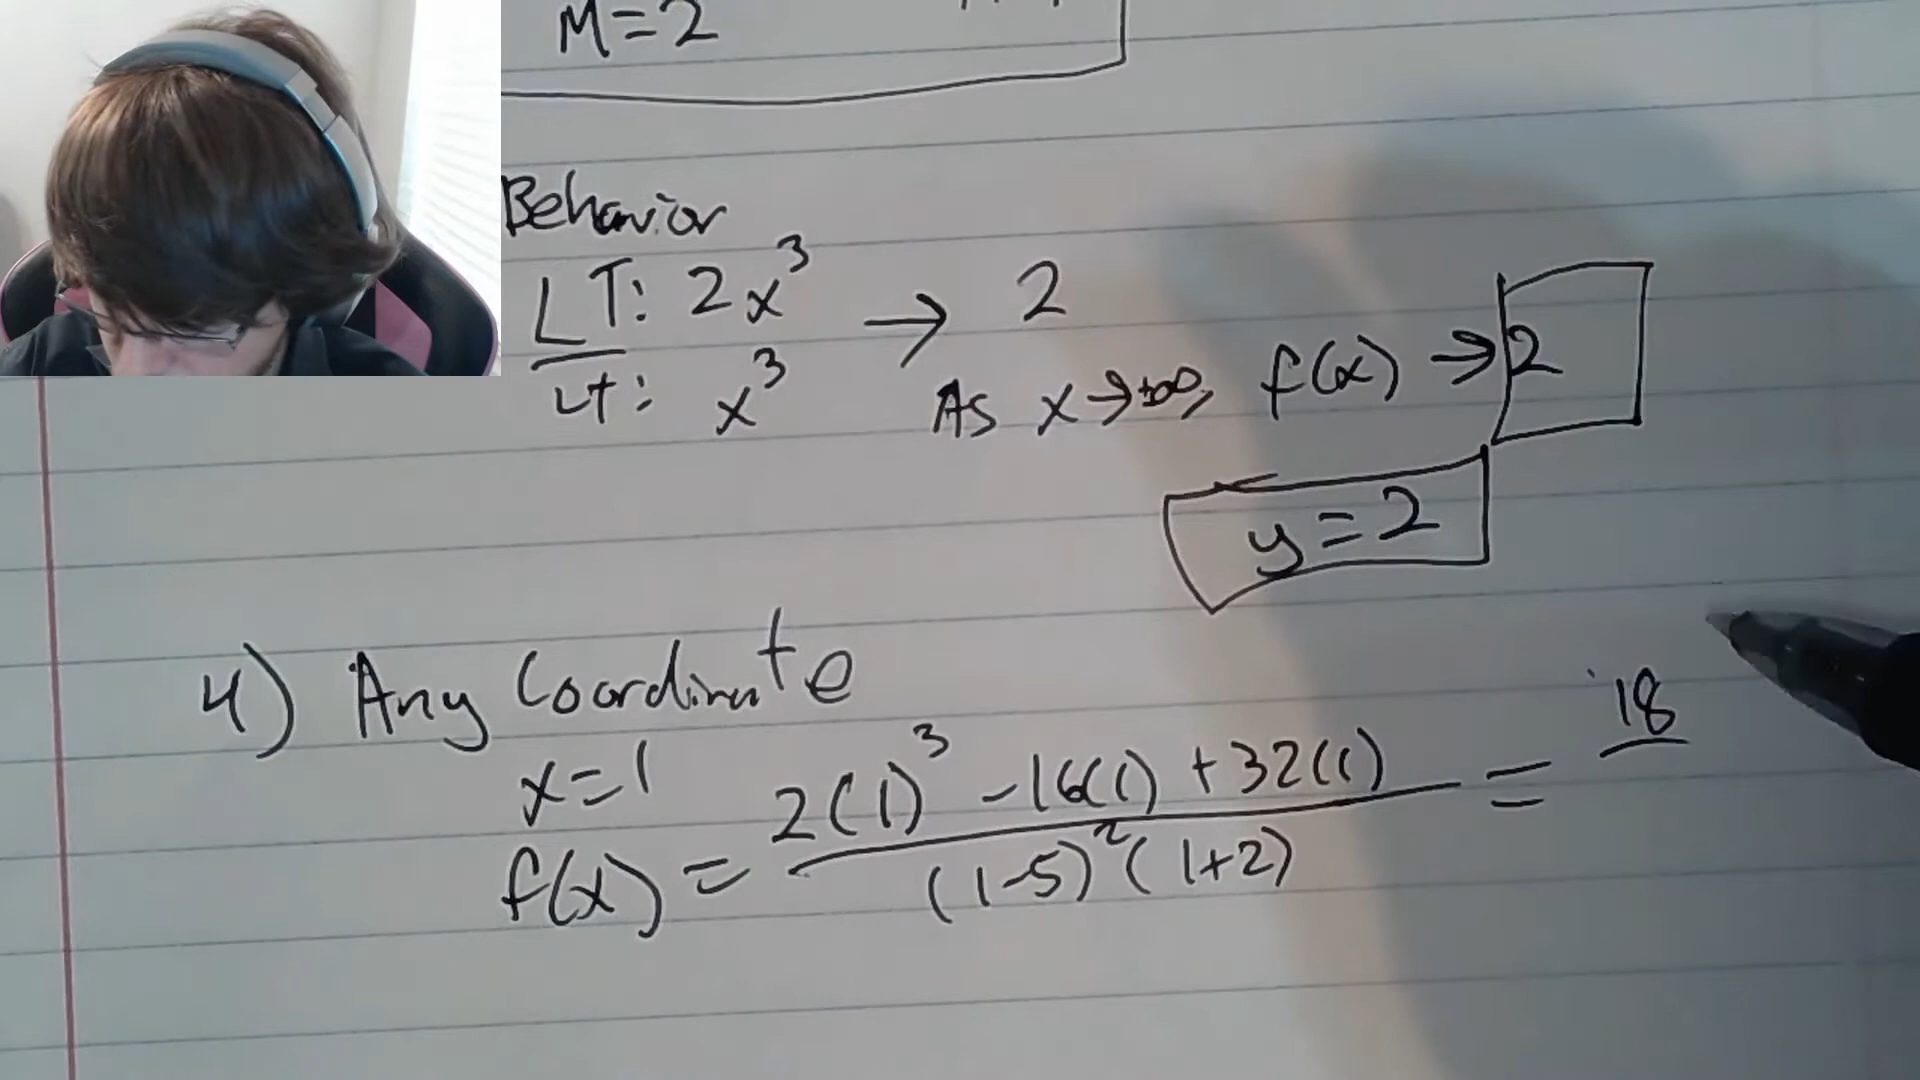 M=2
Behavior
LT: 2x³ → 2
LT: x³
As x→±∞, f(x) → 2
y=2
4) Any Coordinate
x=1
f(x) = 2(1)³ -16(1) +32(1) / (1-5)²(1+2) = 18